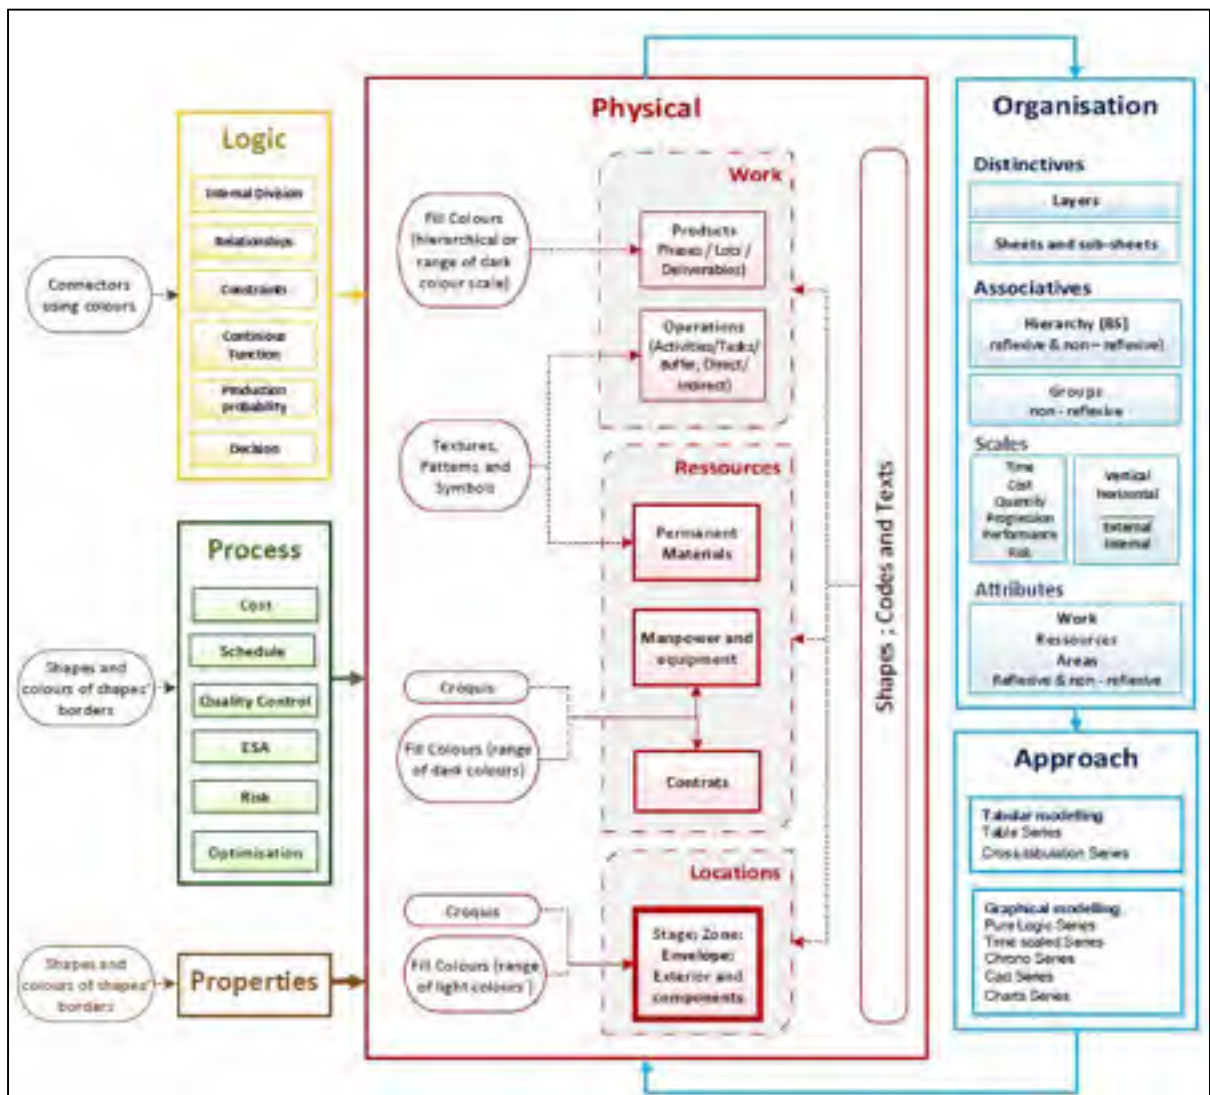 Logic
Internal Division
Relationships
Constraints
Continious
Function
Production
probability
Decision
Connectors
using colours
Process
Cost
Schedule
Quality Control
ESA
Risk
Optimisation
Shapes and
colours of shapes'
borders
Properties
Shapes and
colours of shapes'
borders
Physical
Fill Colours
(hierarchical or
range of dark
colour scale)
Textures,
Patterns and
Symbols
Croquis
Fill Colours (range
of dark colours)
Croquis
Fill Colours (range
of light colours )
Work
Products
Phases / Lots /
Deliverables)
Operations
(Activities/Tasks/
Buffer, Direct/
Indirect)
Ressources
Permanent
Materials
Manpower and
equipment
Contrats
Locations
Stage; Zone;
Envelope;
Exterior and
components
Shapes ; Codes and Texts
Organisation
Distinctives
Layers
Sheets and sub-sheets
Associatives
Hierarchy (BS)
reflexive & non – reflexive)
Groups
non - reflexive
Scales
Time
Cost
Quantity
Progression
Performance
Risk
Vertical
horizontal
External
Internal
Attributes
Work
Ressources
Areas
Reflexive & non - reflexive
Approach
Tabular modelling
Table Series
Cross-tabulation Series
Graphical modelling
Pure Logic Series
Time scaled Series
Chrono Series
Cad Series
Charts Series